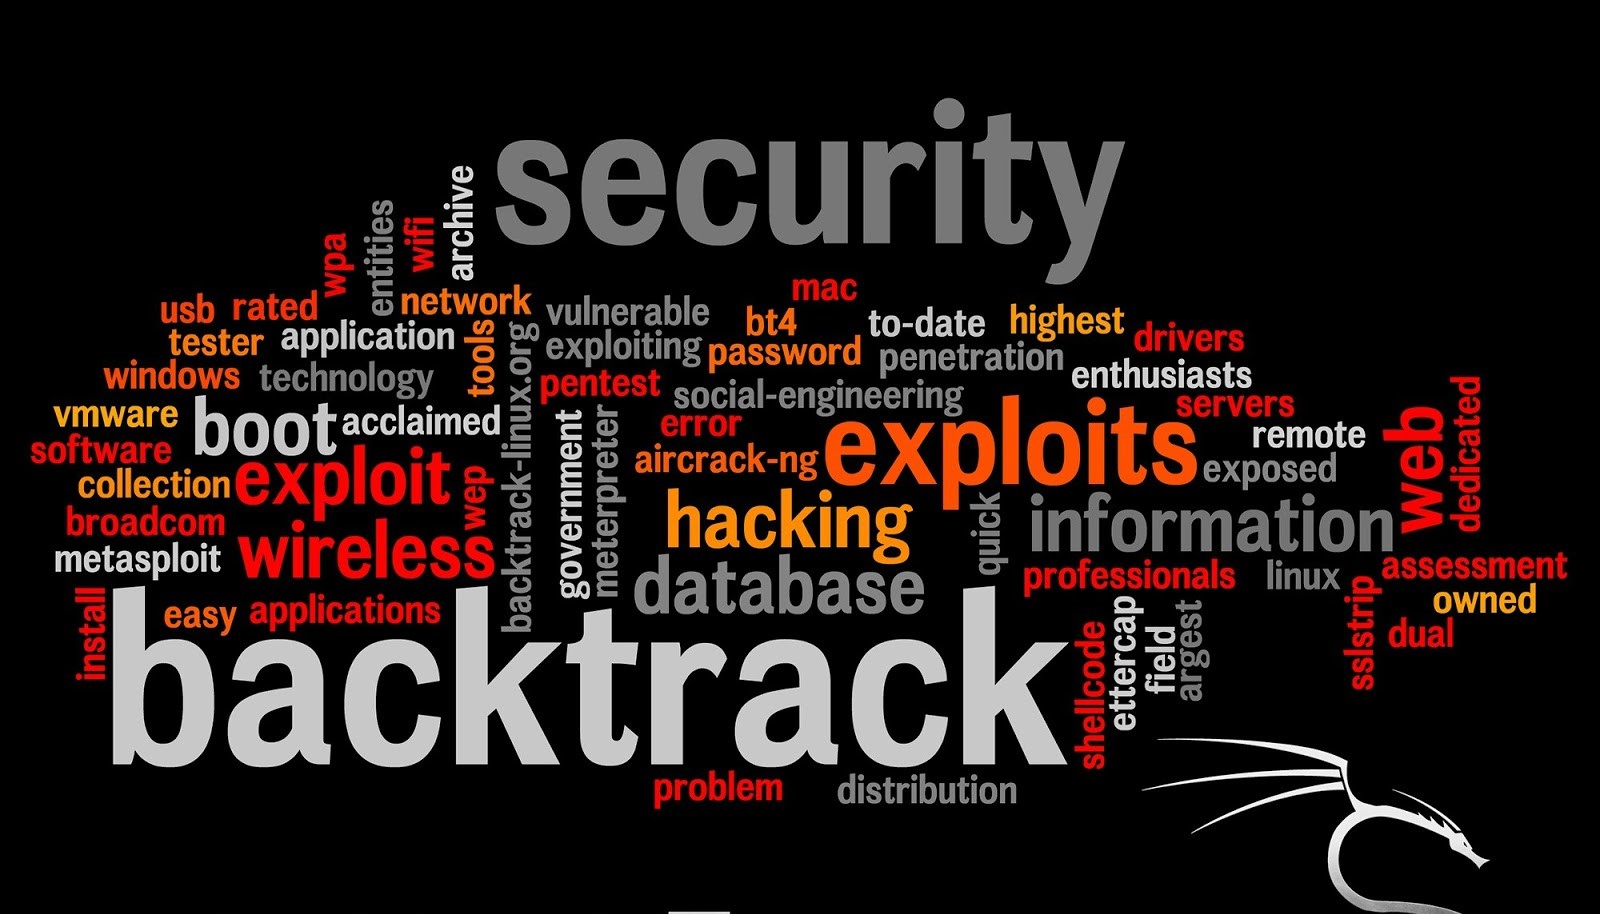 security
archive
wifi
entities
wpa
mac
usb
rated
network
vulnerable
bt4
to-date
highest
drivers
tester
application
tools
backtrack-linux.org
exploiting
password
penetration
enthusiasts
windows
technology
pentest
social-engineering
servers
vmware
boot
acclaimed
government
meterpreter
error
exploits
remote
web
dedicated
software
collection
exploit
wep
aircrack-ng
exposed
broadcom
wireless
hacking
quick
information
metasploit
database
professionals
linux
assessment
install
easy
applications
sslstrip
owned
dual
backtrack
shellcode
ettercap
field
argest
problem
distribution